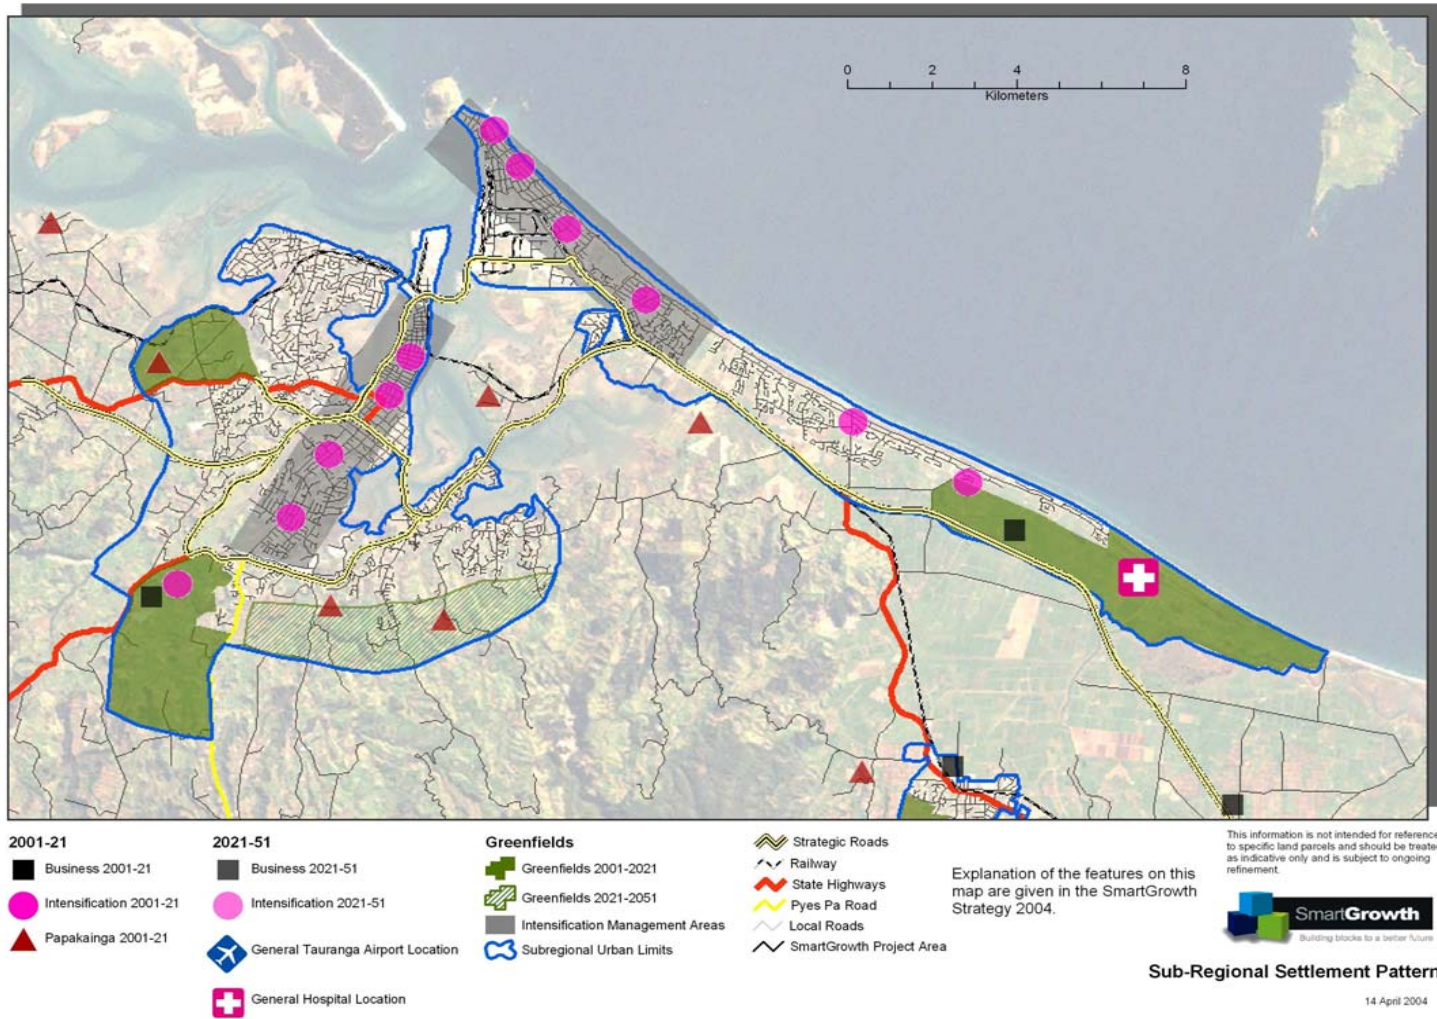 0 2 4 8
Kilometers
2001-21
Business 2001-21
Intensification 2001-21
Papakainga 2001-21
2021-51
Business 2021-51
Intensification 2021-51
General Tauranga Airport Location
General Hospital Location
Greenfields
Greenfields 2001-2021
Greenfields 2021-2051
Intensification Management Areas
Subregional Urban Limits
Strategic Roads
Railway
State Highways
Pyes Pa Road
Local Roads
SmartGrowth Project Area
Explanation of the features on this
map are given in the SmartGrowth
Strategy 2004.
This information is not intended for reference
to specific land parcels and should be treate
as indicative only and is subject to ongoing
refinement.
SmartGrowth
Building blocks to a better future
Sub-Regional Settlement Pattern
14 April 2004